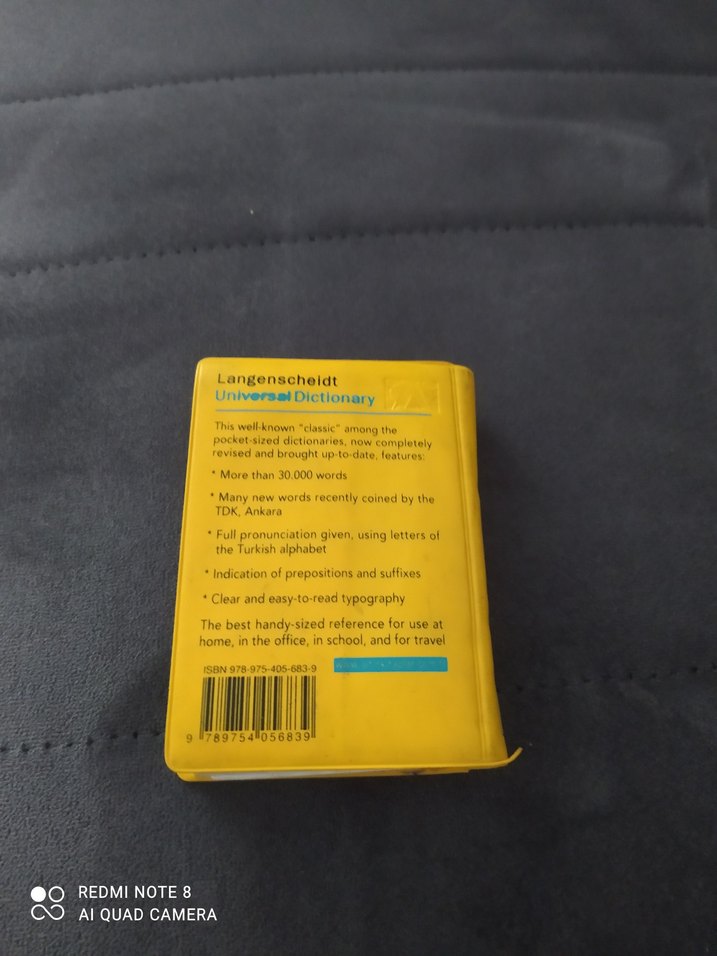 Langenscheidt
Universal Dictionary
This well-known "classic" among the
pocket-sized dictionaries, now completely
revised and brought up-to-date, features:
* More than 30.000 words
* Many new words recently coined by the
TDK, Ankara
* Full pronunciation given, using letters of
the Turkish alphabet
* Indication of prepositions and suffixes
* Clear and easy-to-read typography
The best handy-sized reference for use at
home, in the office, in school, and for travel
ISBN 978-975-405-683-9
9 789754 056839
REDMI NOTE 8
AI QUAD CAMERA